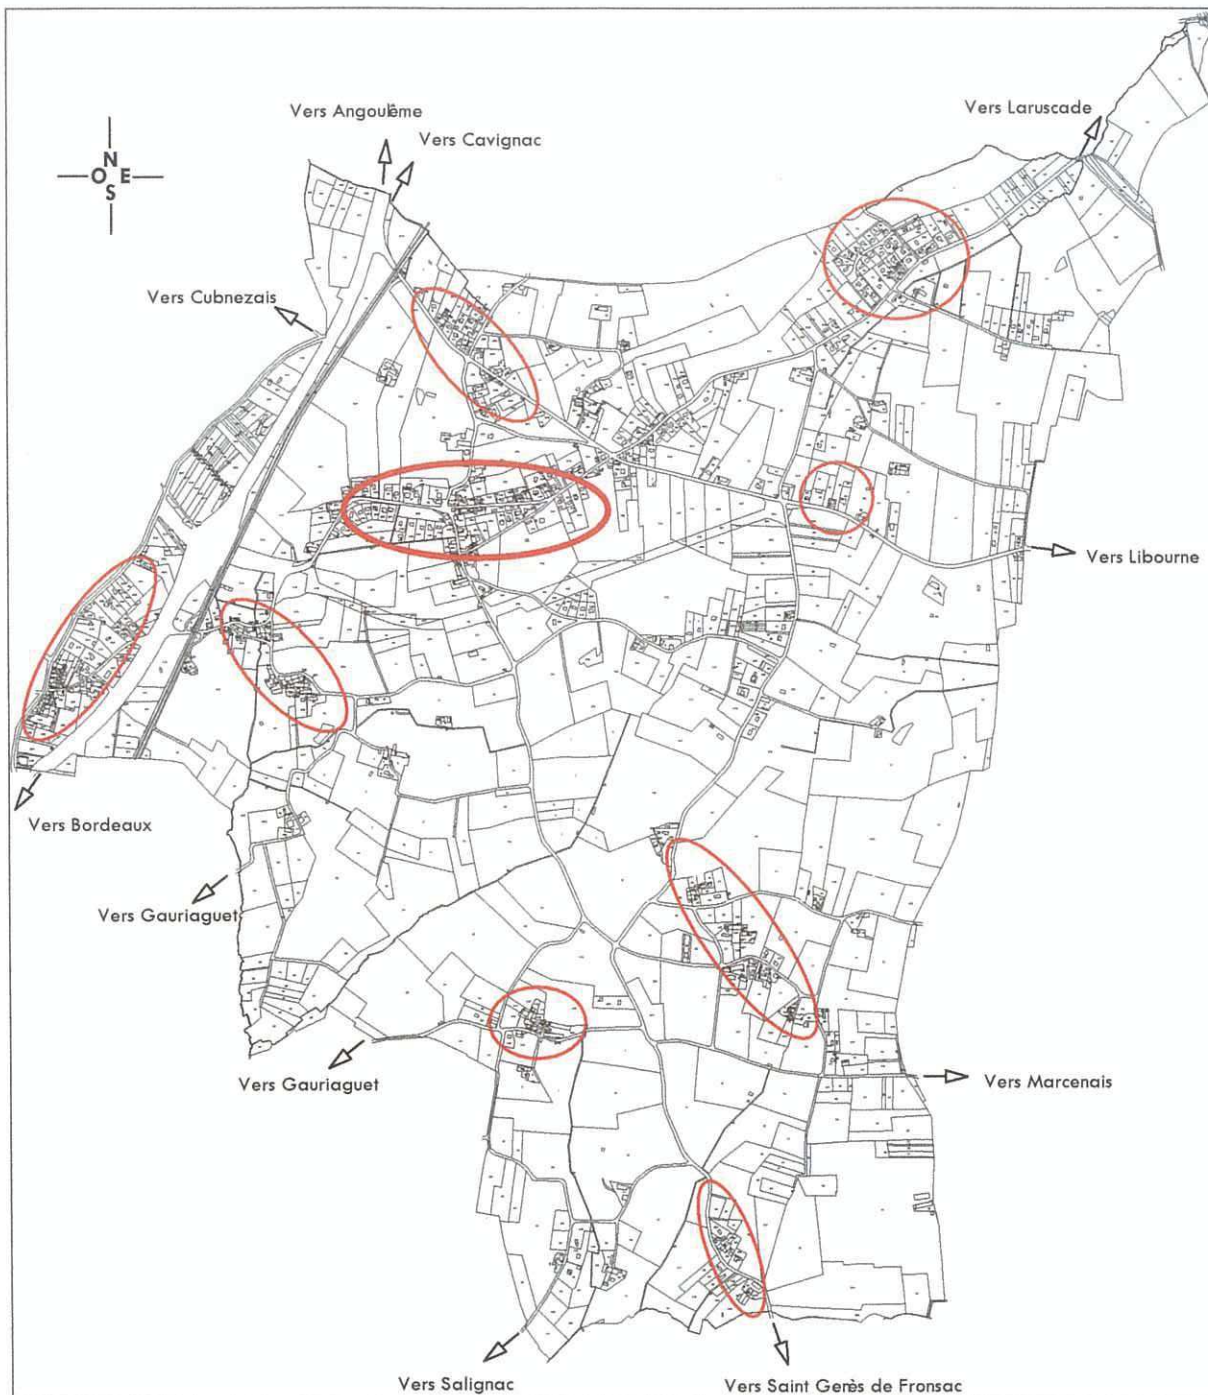 Vers Angoulême
Vers Cavignac
Vers Laruscade
N
O E
S
Vers Cubnezais
Vers Libourne
Vers Bordeaux
Vers Gauriaguet
Vers Gauriaguet
Vers Marcenais
Vers Salignac
Vers Saint Genès de Fronsac